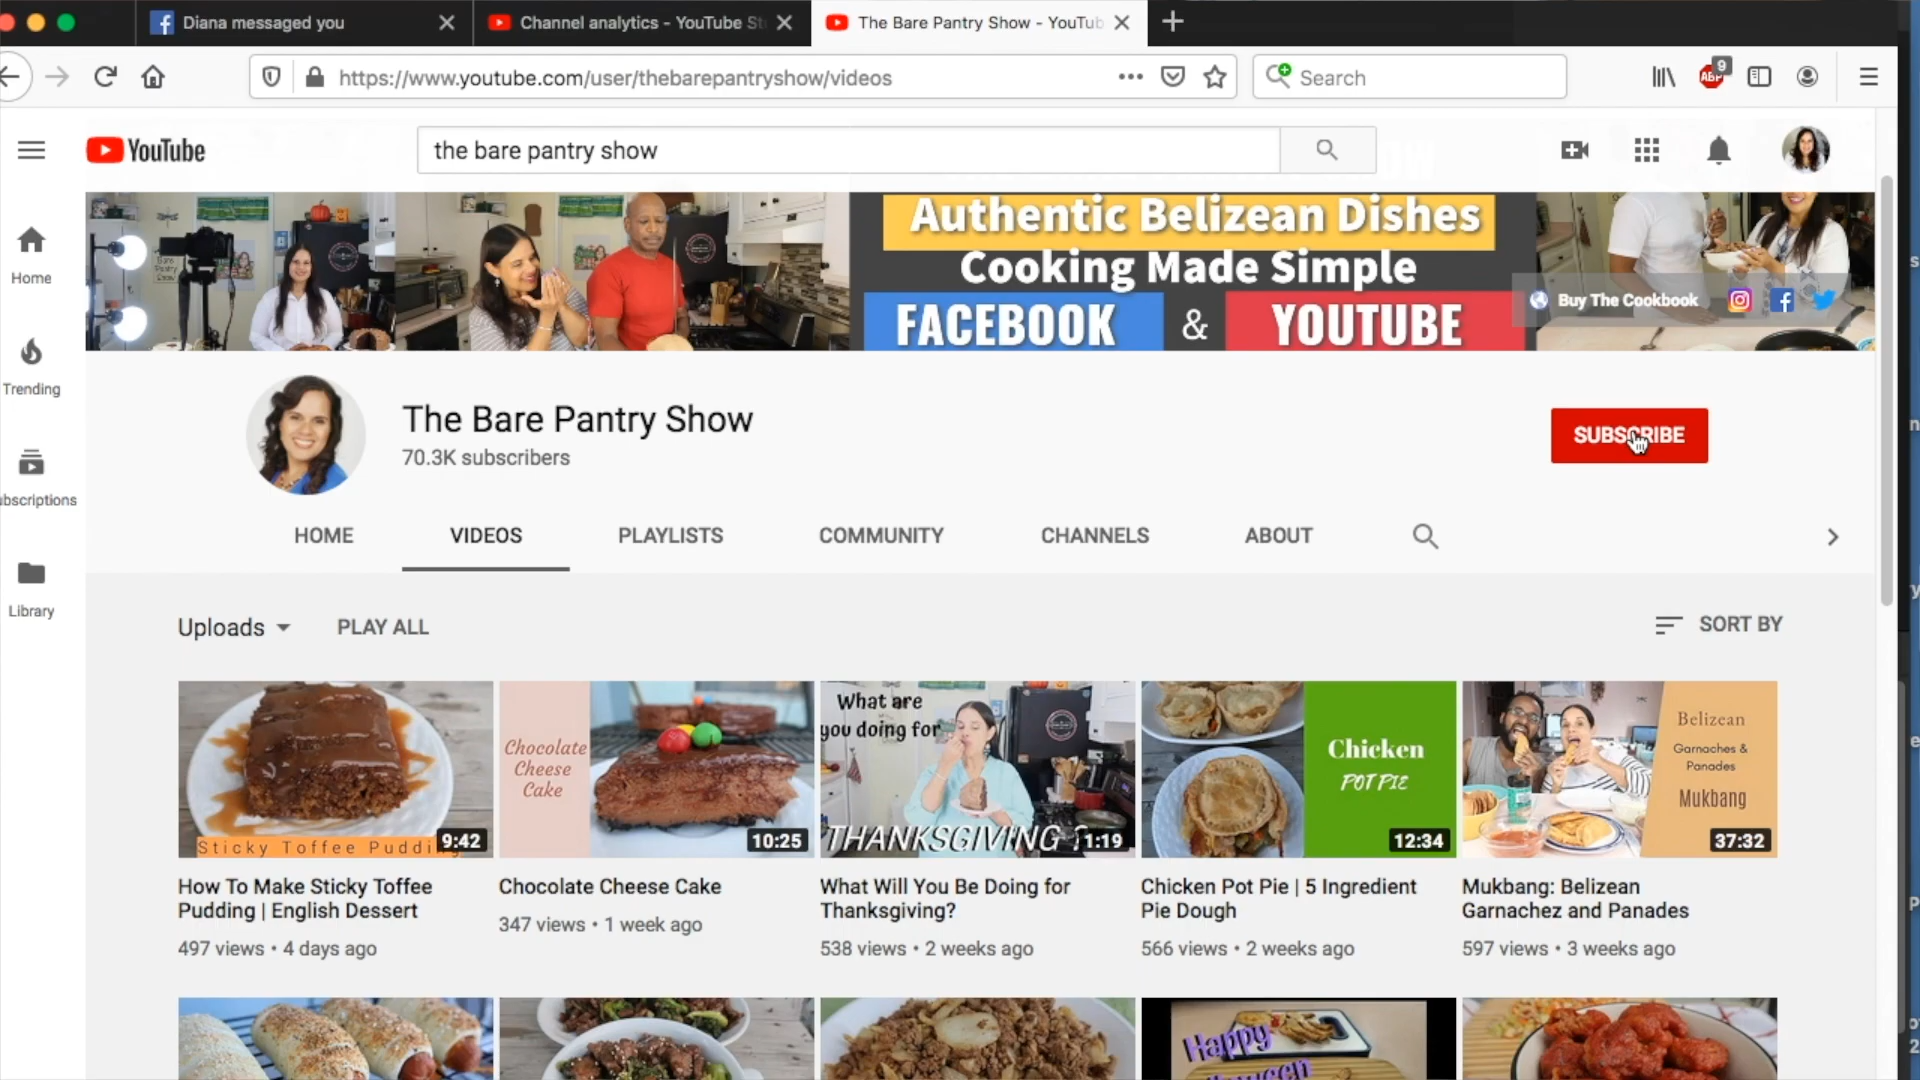 Diana messaged you
Channel analytics - YouTube St
The Bare Pantry Show - YouTub
https://www.youtube.com/user/thebarepantryshow/videos
Search
ABP
9
YouTube
the bare pantry show
Authentic Belizean Dishes
Cooking Made Simple
FACEBOOK & YOUTUBE
Buy The Cookbook
Home
Trending
ubscriptions
Library
The Bare Pantry Show
70.3K subscribers
SUBSCRIBE
HOME VIDEOS PLAYLISTS COMMUNITY CHANNELS ABOUT
Uploads PLAY ALL SORT BY
Sticky Toffee Puddi
9:42
Chocolate
Cheese
Cake
10:25
What are
you doing for
THANKSGIVING ?
1:19
Chicken
POT PIE
12:34
Belizean
Garnaches &
Panades
Mukbang
37:32
How To Make Sticky Toffee
Pudding | English Dessert
497 views • 4 days ago
Chocolate Cheese Cake
347 views • 1 week ago
What Will You Be Doing for
Thanksgiving?
538 views • 2 weeks ago
Chicken Pot Pie | 5 Ingredient
Pie Dough
566 views • 2 weeks ago
Mukbang: Belizean
Garnachez and Panades
597 views • 3 weeks ago
Happy